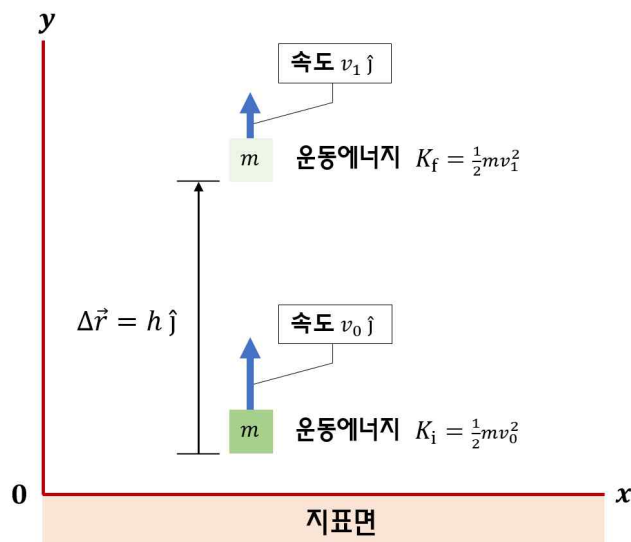 y
속도 v₁ ĵ
m 운동에너지 K_f = ½mv₁²
Δr⃗ = h ĵ
속도 v₀ ĵ
m 운동에너지 K_i = ½mv₀²
0 x
지표면